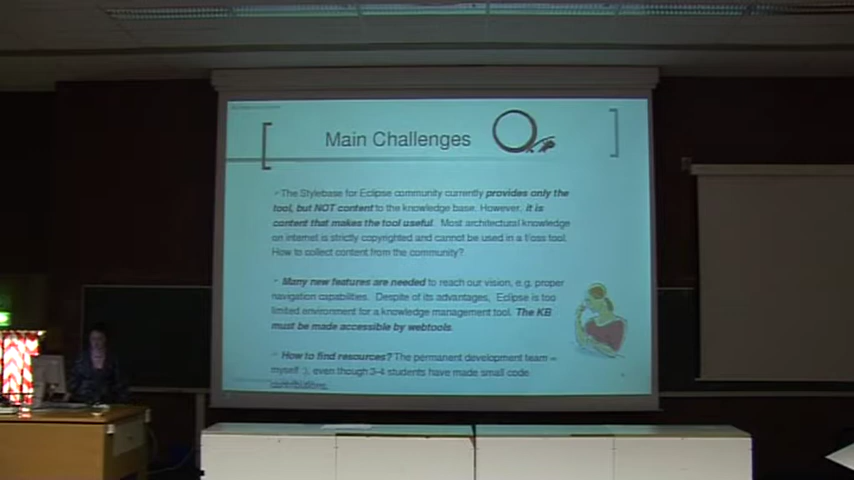 Main Challenges
The Stylebase for Eclipse community currently provides only the
tool, but NOT content to the knowledge base. However, it is
content that makes the tool useful. Most architectural knowledge
on internet is strictly copyrighted and cannot be used in a f/oss tool.
How to collect content from the community?
Many new features are needed to reach our vision, e.g. proper
navigation capabilities. Despite of its advantages, Eclipse is too
limited environment for a knowledge management tool. The KB
must be made accessible by webtools.
How to find resources? The permanent development team =
myself :), even though 3-4 students have made small code
contributions.